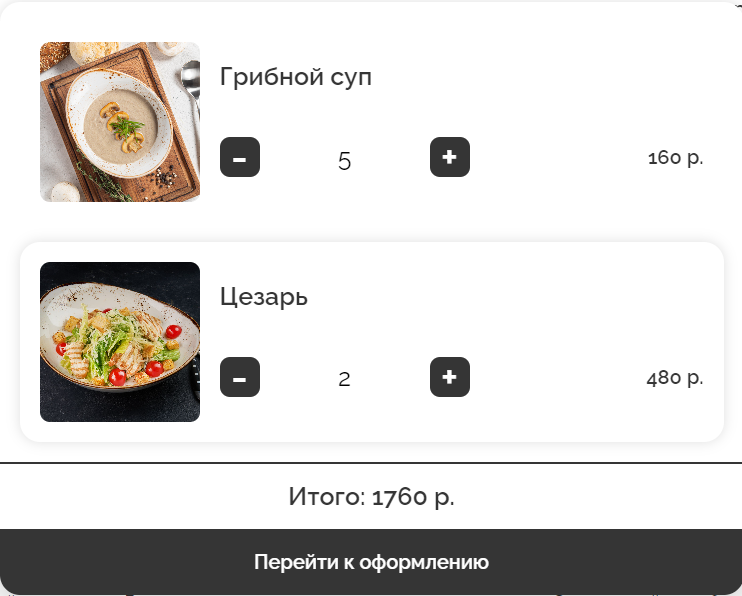 Грибной суп
- 5 + 160 р.
Цезарь
- 2 + 480 р.
Итого: 1760 р.
Перейти к оформлению